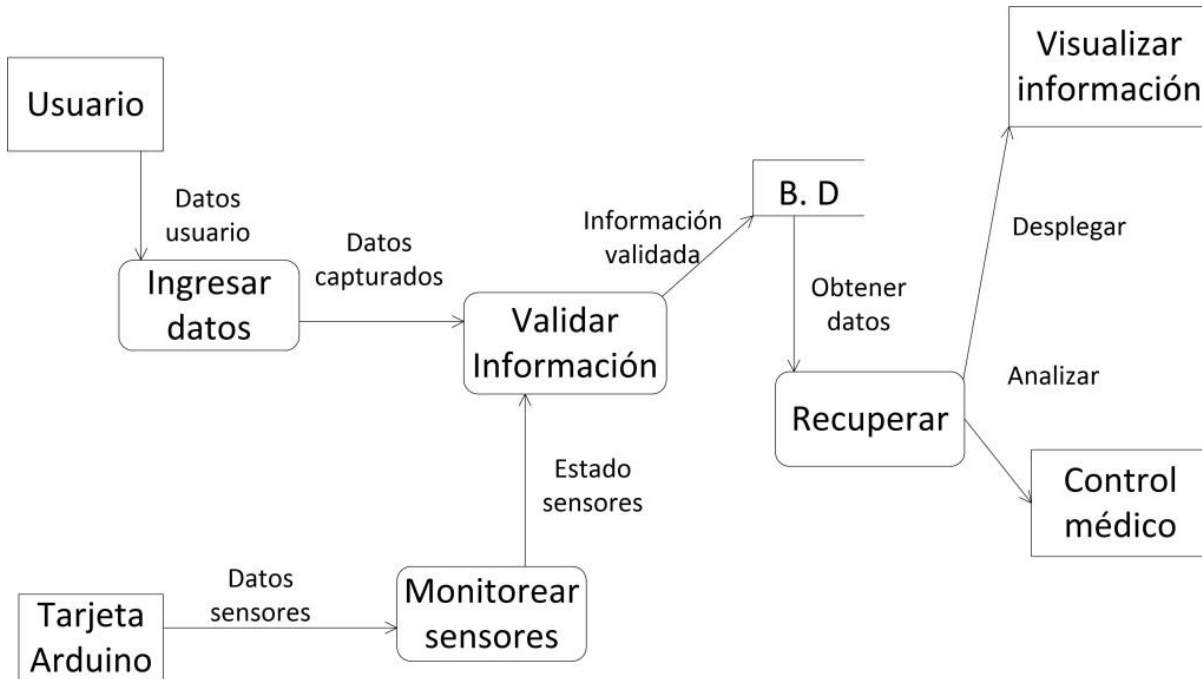 Visualizar
información
Usuario
Datos
usuario
Ingresar
datos
Datos
capturados
Validar
Información
Información
validada
B. D
Obtener
datos
Recuperar
Desplegar
Analizar
Control
médico
Estado
sensores
Monitorear
sensores
Datos
sensores
Tarjeta
Arduino